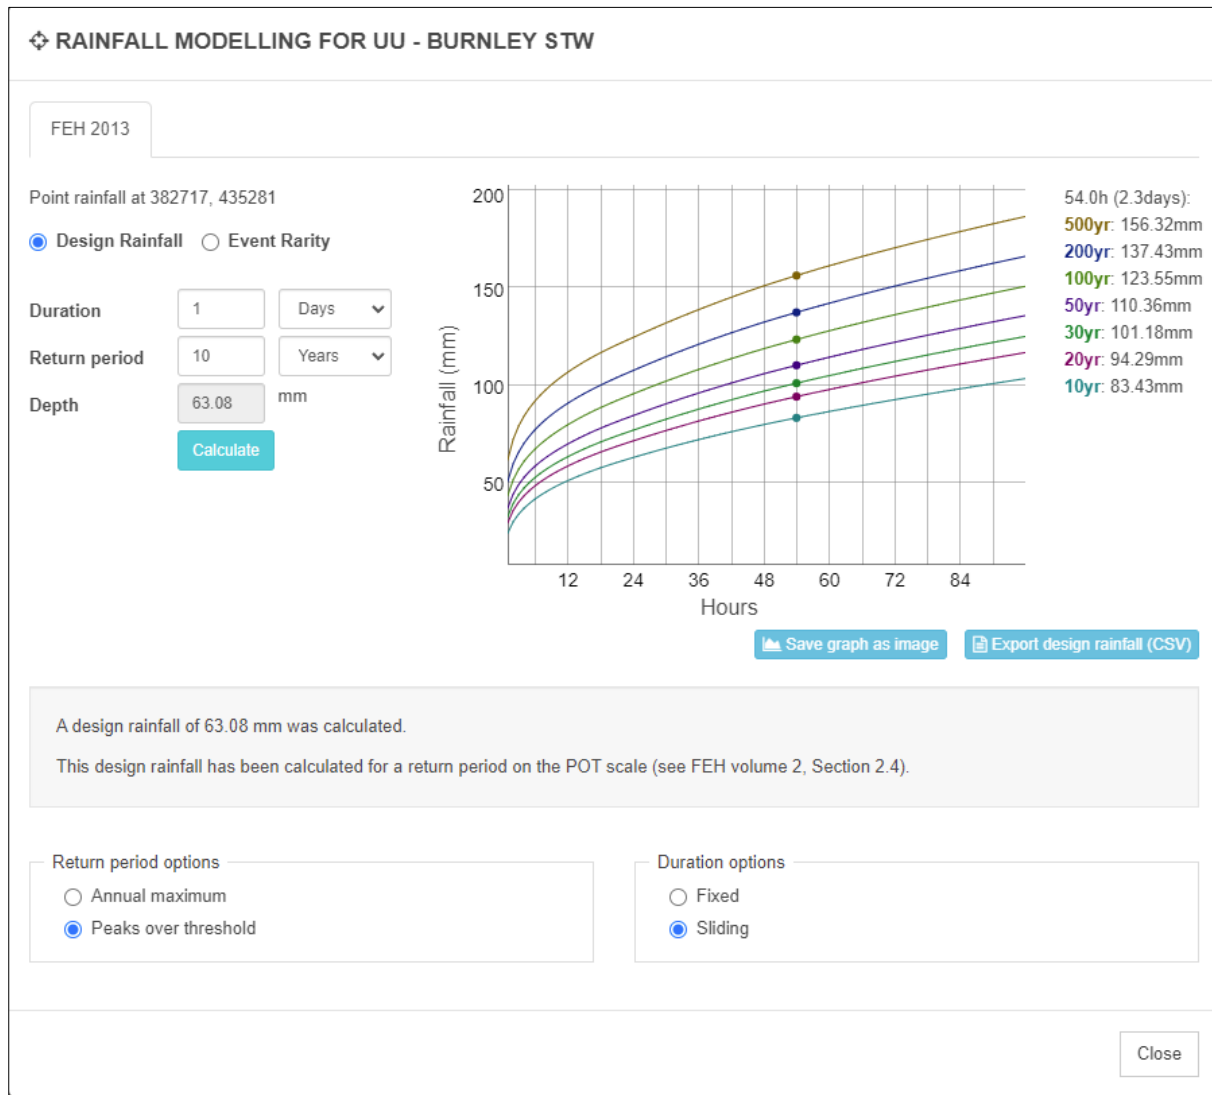 RAINFALL MODELLING FOR UU - BURNLEY STW
FEH 2013
Point rainfall at 382717, 435281
Design Rainfall Event Rarity
Duration 1 Days
Return period 10 Years
Depth 63.08 mm
Calculate
200
150
100
50
Rainfall (mm)
12 24 36 48 60 72 84
Hours
54.0h (2.3days):
500yr: 156.32mm
200yr: 137.43mm
100yr: 123.55mm
50yr: 110.36mm
30yr: 101.18mm
20yr: 94.29mm
10yr: 83.43mm
Save graph as image Export design rainfall (CSV)
A design rainfall of 63.08 mm was calculated.
This design rainfall has been calculated for a return period on the POT scale (see FEH volume 2, Section 2.4).
Return period options
Annual maximum
Peaks over threshold
Duration options
Fixed
Sliding
Close